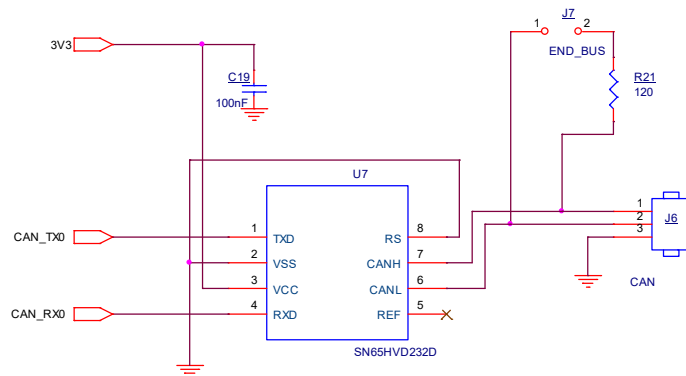 1
J7
2
END_BUS
3V3
C19
100nF
R21
120
U7
CAN_TX0
1
TXD
RS
8
2
VSS
CANH
7
3
VCC
CANL
6
CAN_RX0
4
RXD
REF
5
SN65HVD232D
1
2
3
J6
CAN